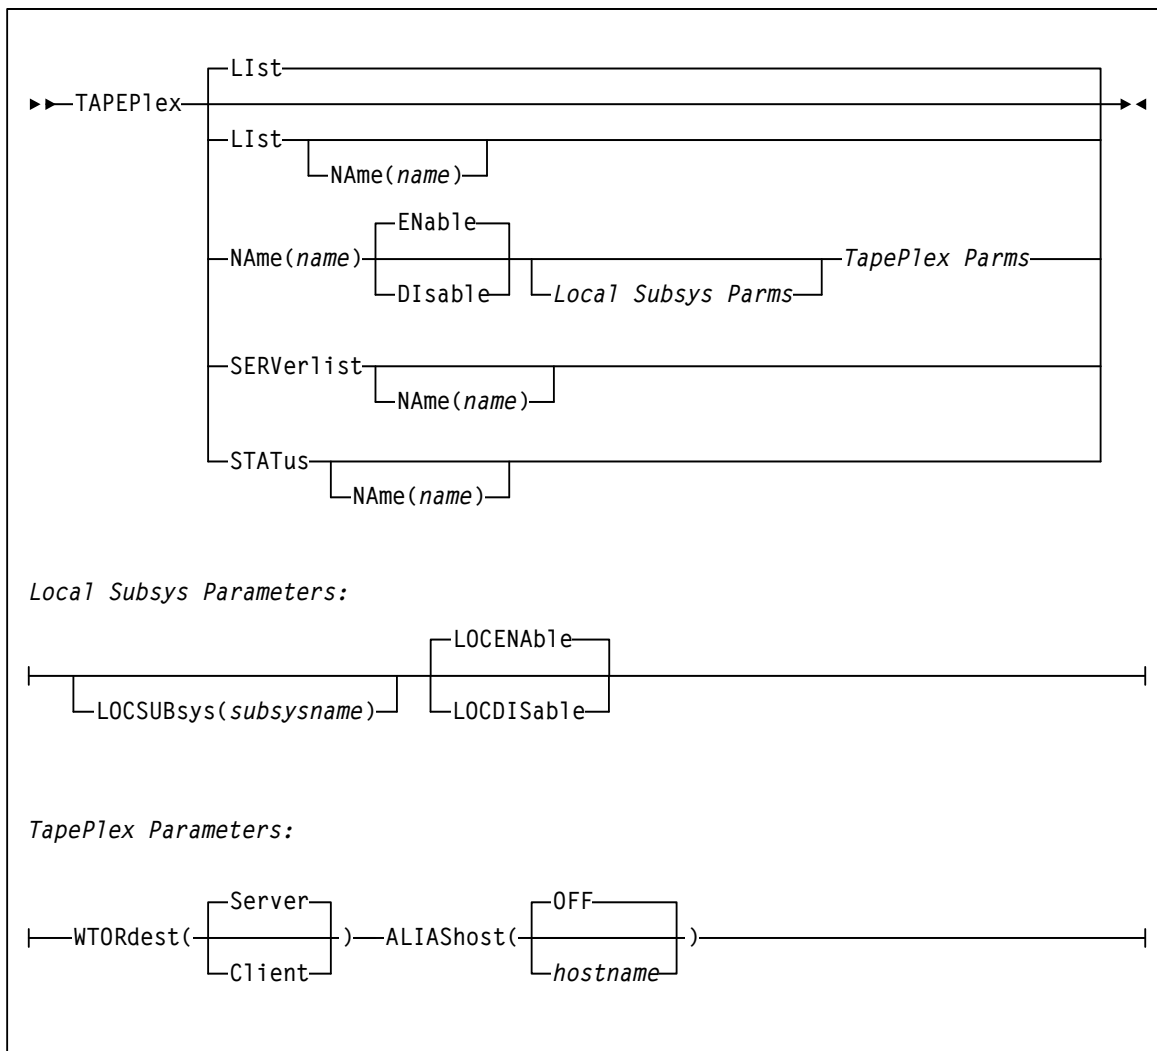 LIst
TAPEPlex
LIst
NAme(name)
ENable
NAme(name) TapePlex Parms
DIsable Local Subsys Parms
SERVerlist
NAme(name)
STATus
NAme(name)
Local Subsys Parameters:
LOCENAble
LOCSUBsys(subsysname) LOCDISable
TapePlex Parameters:
Server OFF
WTORdest( ) ALIAShost( )
Client hostname